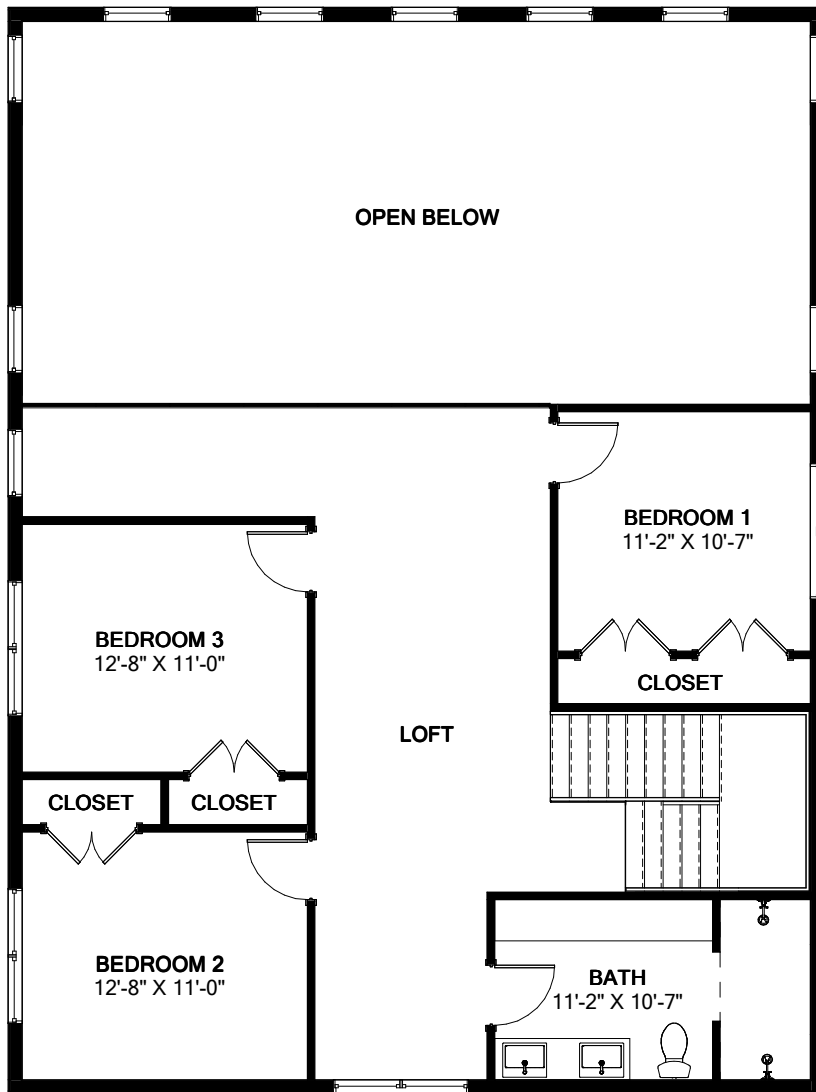 OPEN BELOW
BEDROOM 1
11'-2" X 10'-7"
BEDROOM 3
12'-8" X 11'-0"
CLOSET
LOFT
CLOSET
CLOSET
BEDROOM 2
12'-8" X 11'-0"
BATH
11'-2" X 10'-7"